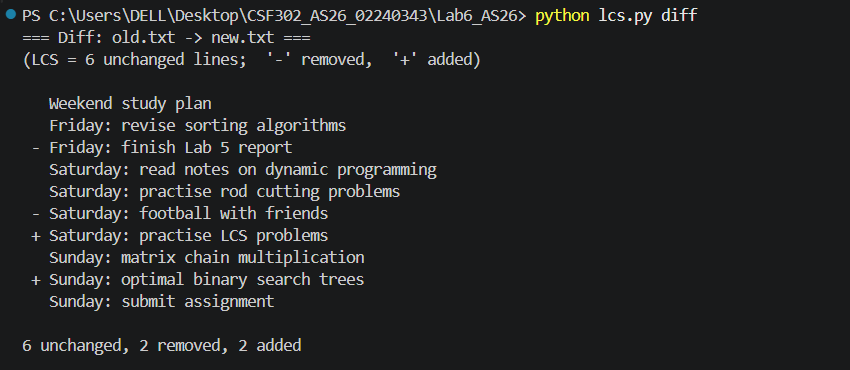 PS C:\Users\DELL\Desktop\CSF302_AS26_02240343\Lab6_AS26> python lcs.py diff
=== Diff: old.txt -> new.txt ===
(LCS = 6 unchanged lines;  '-' removed,  '+' added)

   Weekend study plan
   Friday: revise sorting algorithms
 - Friday: finish Lab 5 report
   Saturday: read notes on dynamic programming
   Saturday: practise rod cutting problems
 - Saturday: football with friends
 + Saturday: practise LCS problems
   Sunday: matrix chain multiplication
 + Sunday: optimal binary search trees
   Sunday: submit assignment

6 unchanged, 2 removed, 2 added